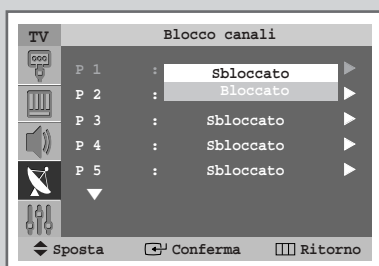 TV Blocco canali
P 1 : Sbloccato
P 2 : Bloccato
P 3 : Sbloccato
P 4 : Sbloccato
P 5 : Sbloccato
Sposta Conferma Ritorno